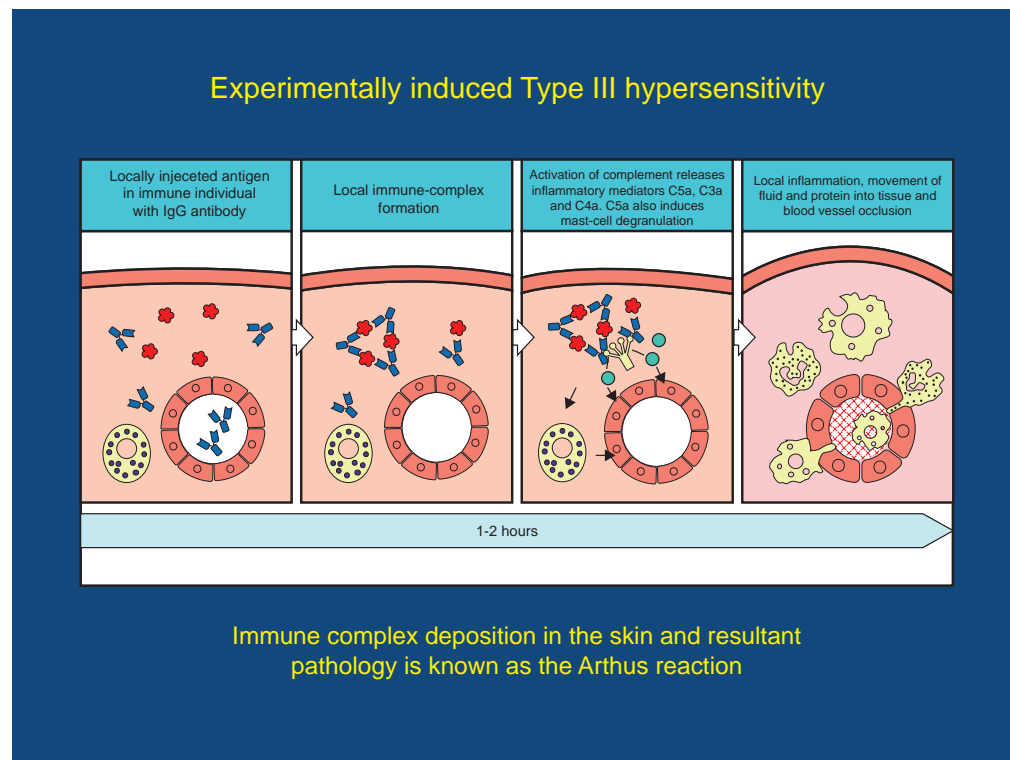 Experimentally induced Type III hypersensitivity
Locally injeceted antigen
in immune individual
with IgG antibody
Local immune-complex
formation
Activation of complement releases
inflammatory mediators C5a, C3a
and C4a. C5a also induces
mast-cell degranulation
Local inflammation, movement of
fluid and protein into tissue and
blood vessel occlusion
1-2 hours
Immune complex deposition in the skin and resultant
pathology is known as the Arthus reaction